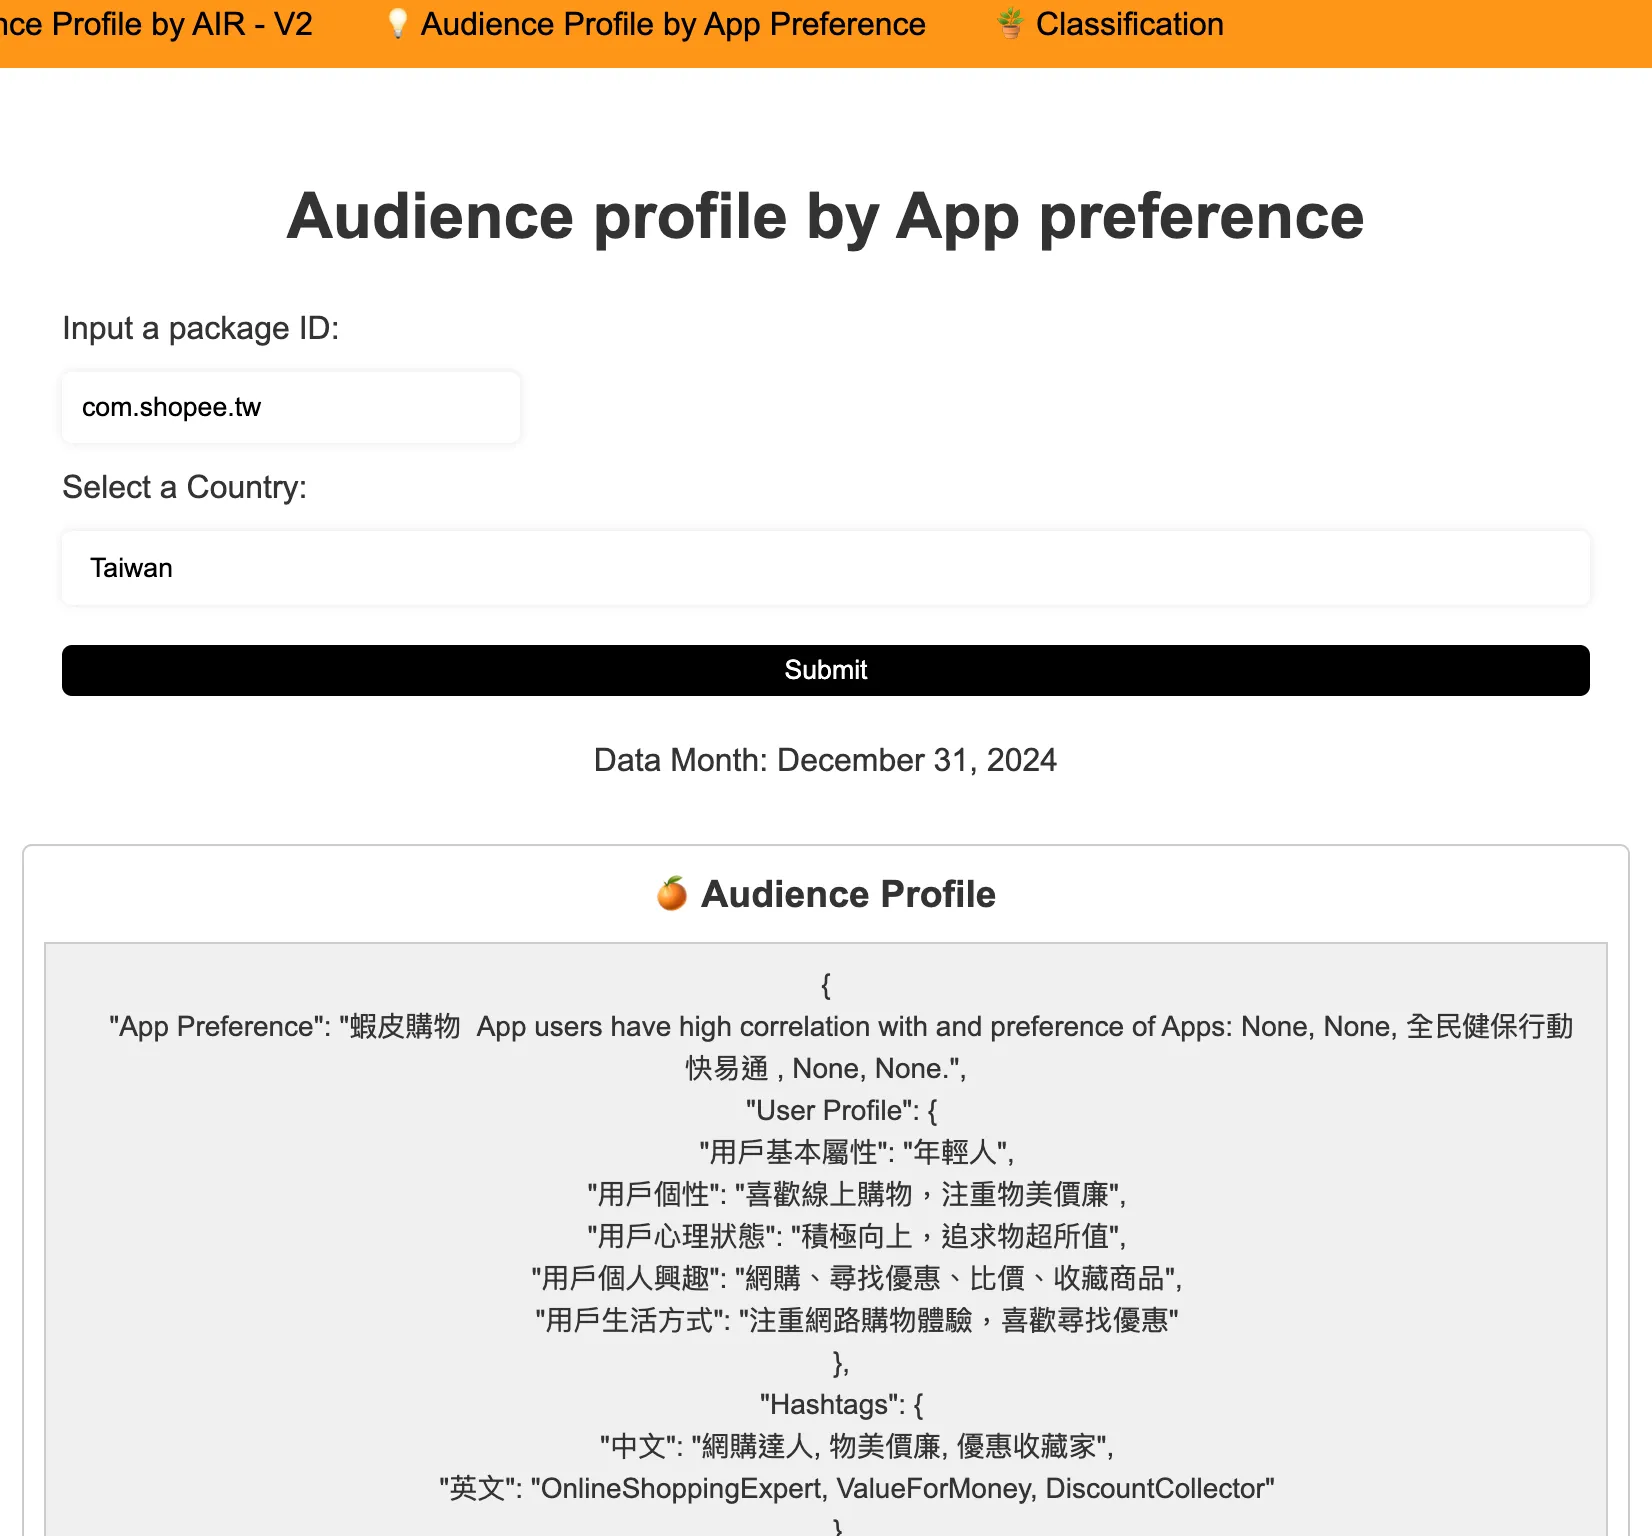 nce Profile by AIR - V2 💡 Audience Profile by App Preference 🪴 Classification
Audience profile by App preference
Input a package ID:
com.shopee.tw
Select a Country:
Taiwan
Submit
Data Month: December 31, 2024
🍊 Audience Profile
{
"App Preference": "蝦皮購物  App users have high correlation with and preference of Apps: None, None, 全民健保行動
快易通 , None, None.",
"User Profile": {
"用戶基本屬性": "年輕人",
"用戶個性": "喜歡線上購物，注重物美價廉",
"用戶心理狀態": "積極向上，追求物超所值",
"用戶個人興趣": "網購、尋找優惠、比價、收藏商品",
"用戶生活方式": "注重網路購物體驗，喜歡尋找優惠"
},
"Hashtags": {
"中文": "網購達人, 物美價廉, 優惠收藏家",
"英文": "OnlineShoppingExpert, ValueForMoney, DiscountCollector"
}